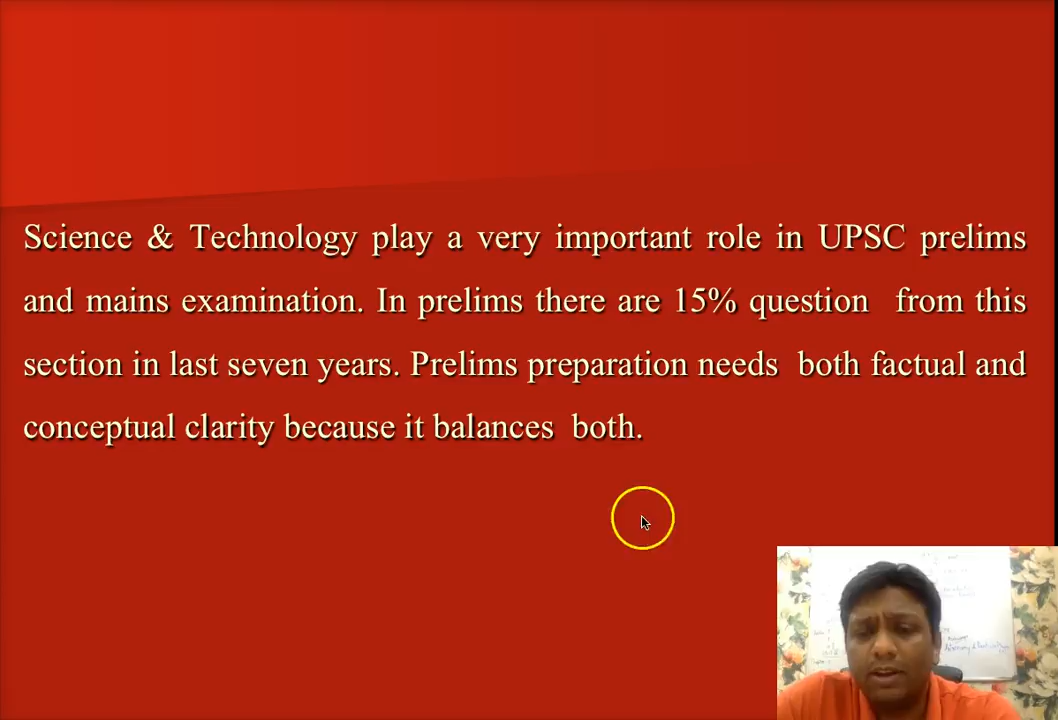 Science & Technology play a very important role in UPSC prelims
and mains examination. In prelims there are 15% question from this
section in last seven years. Prelims preparation needs both factual and
conceptual clarity because it balances both.